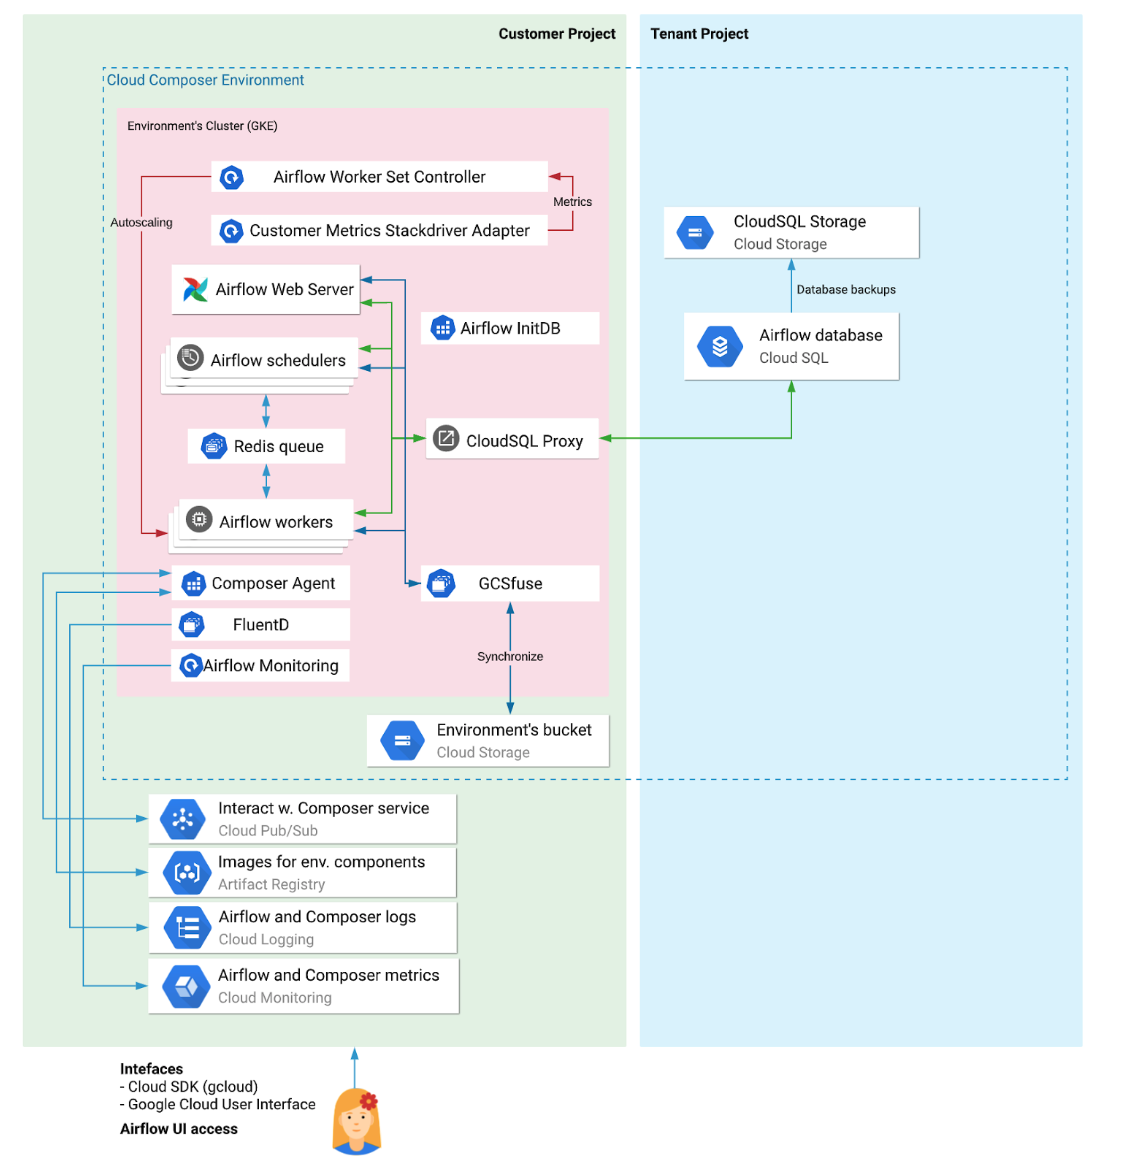 Customer Project
Tenant Project
Cloud Composer Environment
Environment's Cluster (GKE)
Airflow Worker Set Controller
Metrics
Autoscaling
Customer Metrics Stackdriver Adapter
CloudSQL Storage
Cloud Storage
Airflow Web Server
Database backups
Airflow InitDB
Airflow database
Cloud SQL
Airflow schedulers
CloudSQL Proxy
Redis queue
Airflow workers
Composer Agent
GCSfuse
FluentD
Synchronize
Airflow Monitoring
Environment's bucket
Cloud Storage
Interact w. Composer service
Cloud Pub/Sub
Images for env. components
Artifact Registry
Airflow and Composer logs
Cloud Logging
Airflow and Composer metrics
Cloud Monitoring
Intefaces
- Cloud SDK (gcloud)
- Google Cloud User Interface
Airflow UI access